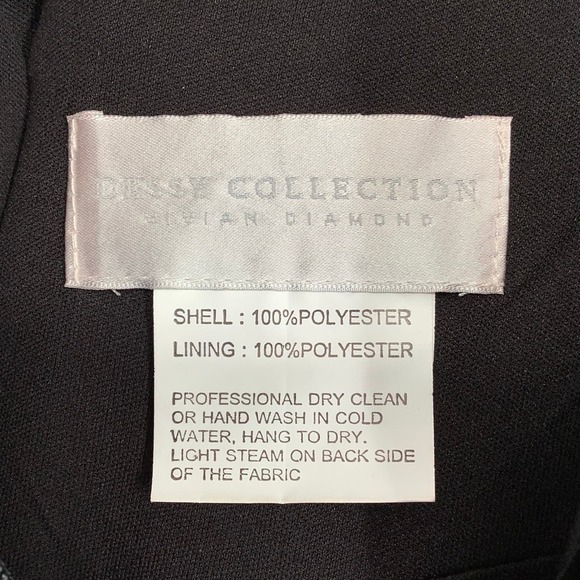 DESSY COLLECTION
VIVIAN DIAMOND
SHELL : 100%POLYESTER
LINING : 100%POLYESTER
PROFESSIONAL DRY CLEAN
OR HAND WASH IN COLD
WATER, HANG TO DRY.
LIGHT STEAM ON BACK SIDE
OF THE FABRIC